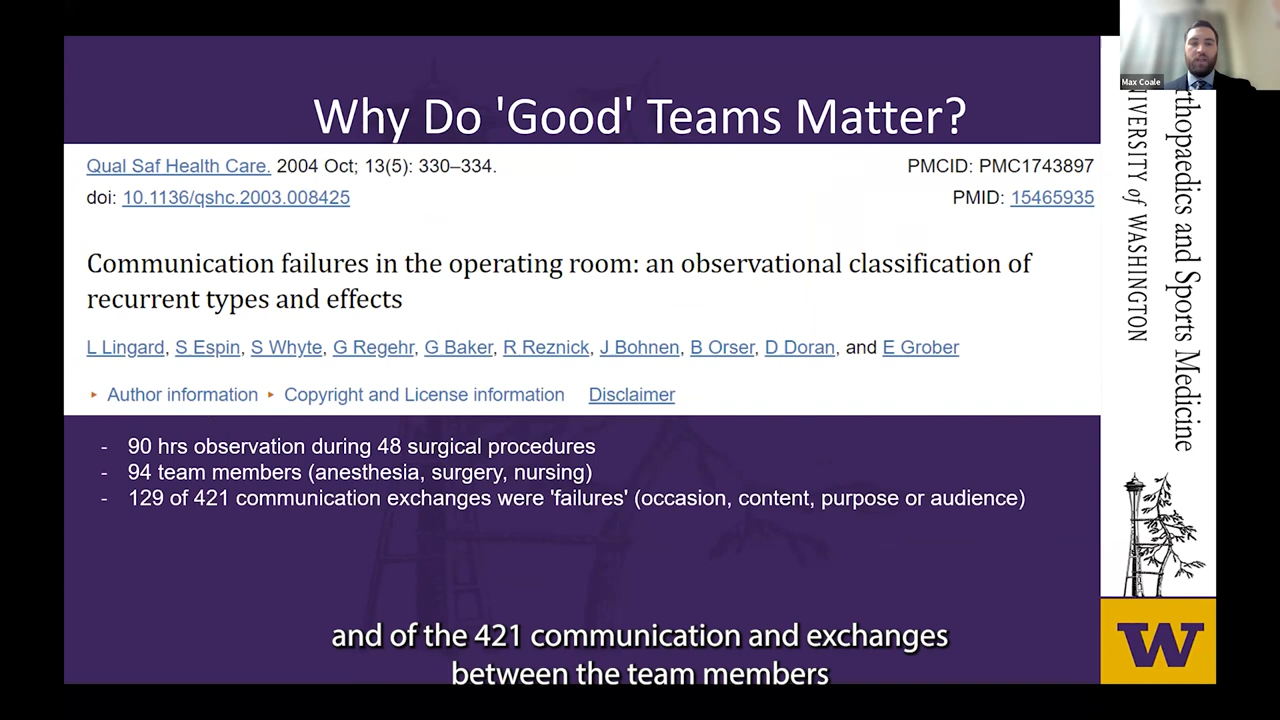 Max Coale
Why Do 'Good' Teams Matter?
Qual Saf Health Care. 2004 Oct; 13(5): 330–334.
PMCID: PMC1743897
doi: 10.1136/qshc.2003.008425
PMID: 15465935
Communication failures in the operating room: an observational classification of
recurrent types and effects
L Lingard, S Espin, S Whyte, G Regehr, G Baker, R Reznick, J Bohnen, B Orser, D Doran, and E Grober
Author information Copyright and License information Disclaimer
- 90 hrs observation during 48 surgical procedures
- 94 team members (anesthesia, surgery, nursing)
- 129 of 421 communication exchanges were 'failures' (occasion, content, purpose or audience)
and of the 421 communication and exchanges
between the team members
rthopaedics and Sports Medicine
IVERSITY of WASHINGTON
W